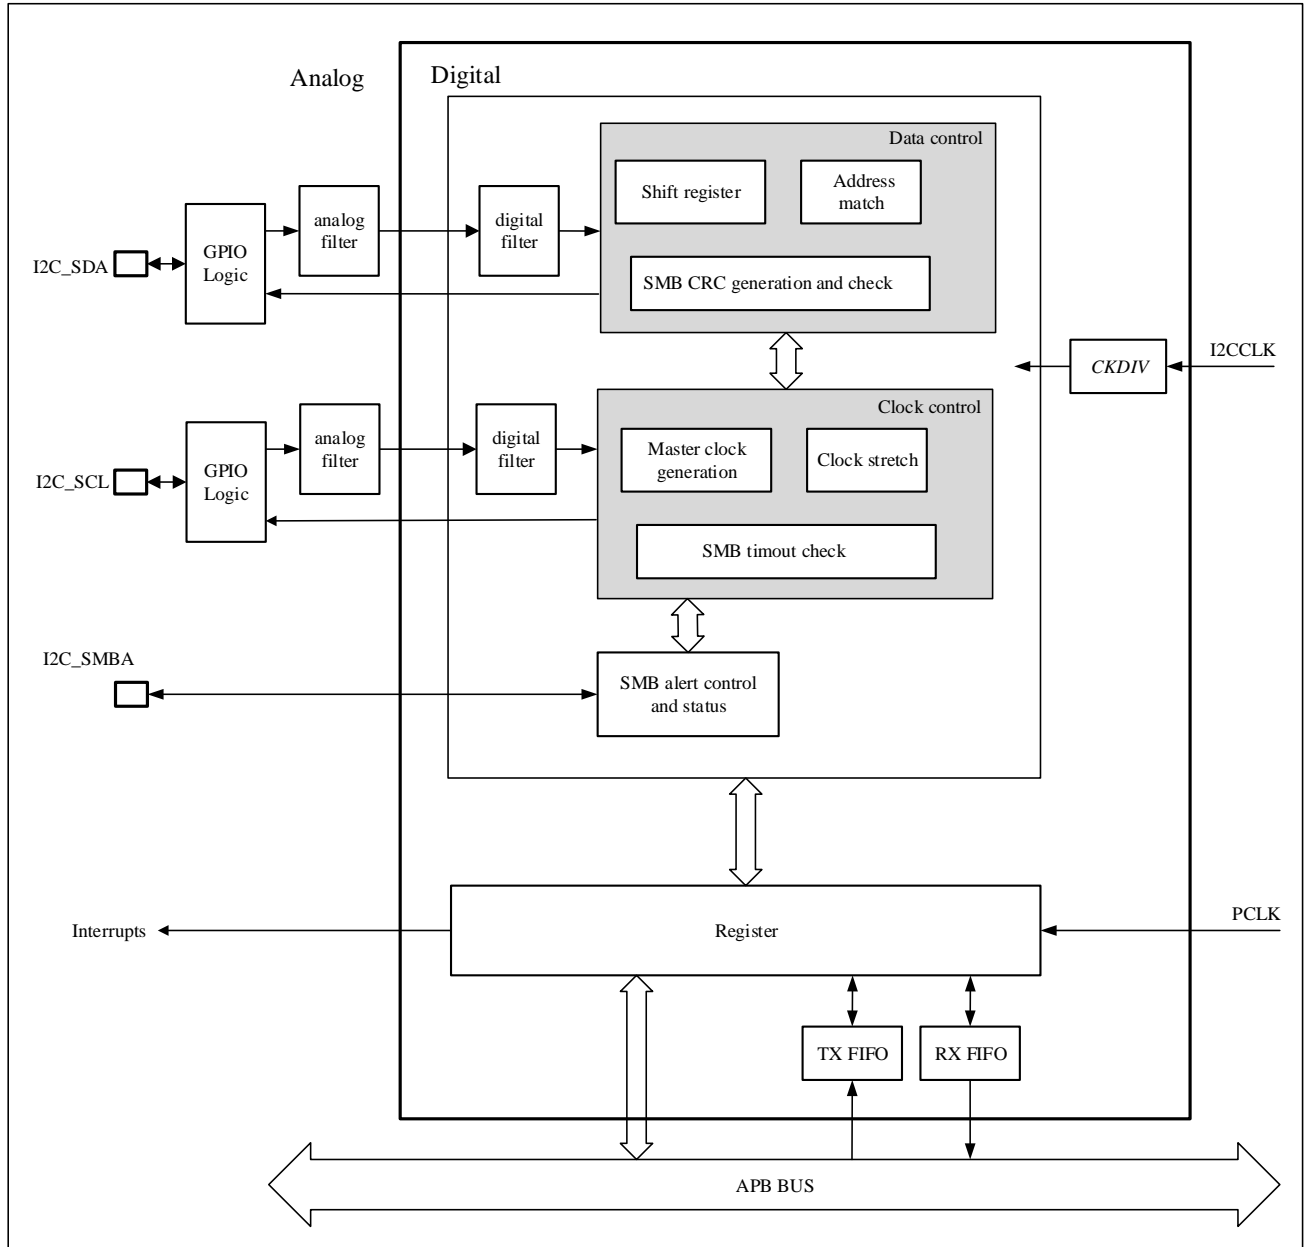 Analog
Digital
Data control
Shift register
Address
match
analog
filter
digital
filter
GPIO
Logic
I2C_SDA
SMB CRC generation and check
I2CCLK
CKDIV
Clock control
analog
filter
digital
filter
Master clock
generation
Clock stretch
GPIO
Logic
I2C_SCL
SMB timout check
I2C_SMBA
SMB alert control
and status
Interrupts
Register
PCLK
TX FIFO
RX FIFO
APB BUS